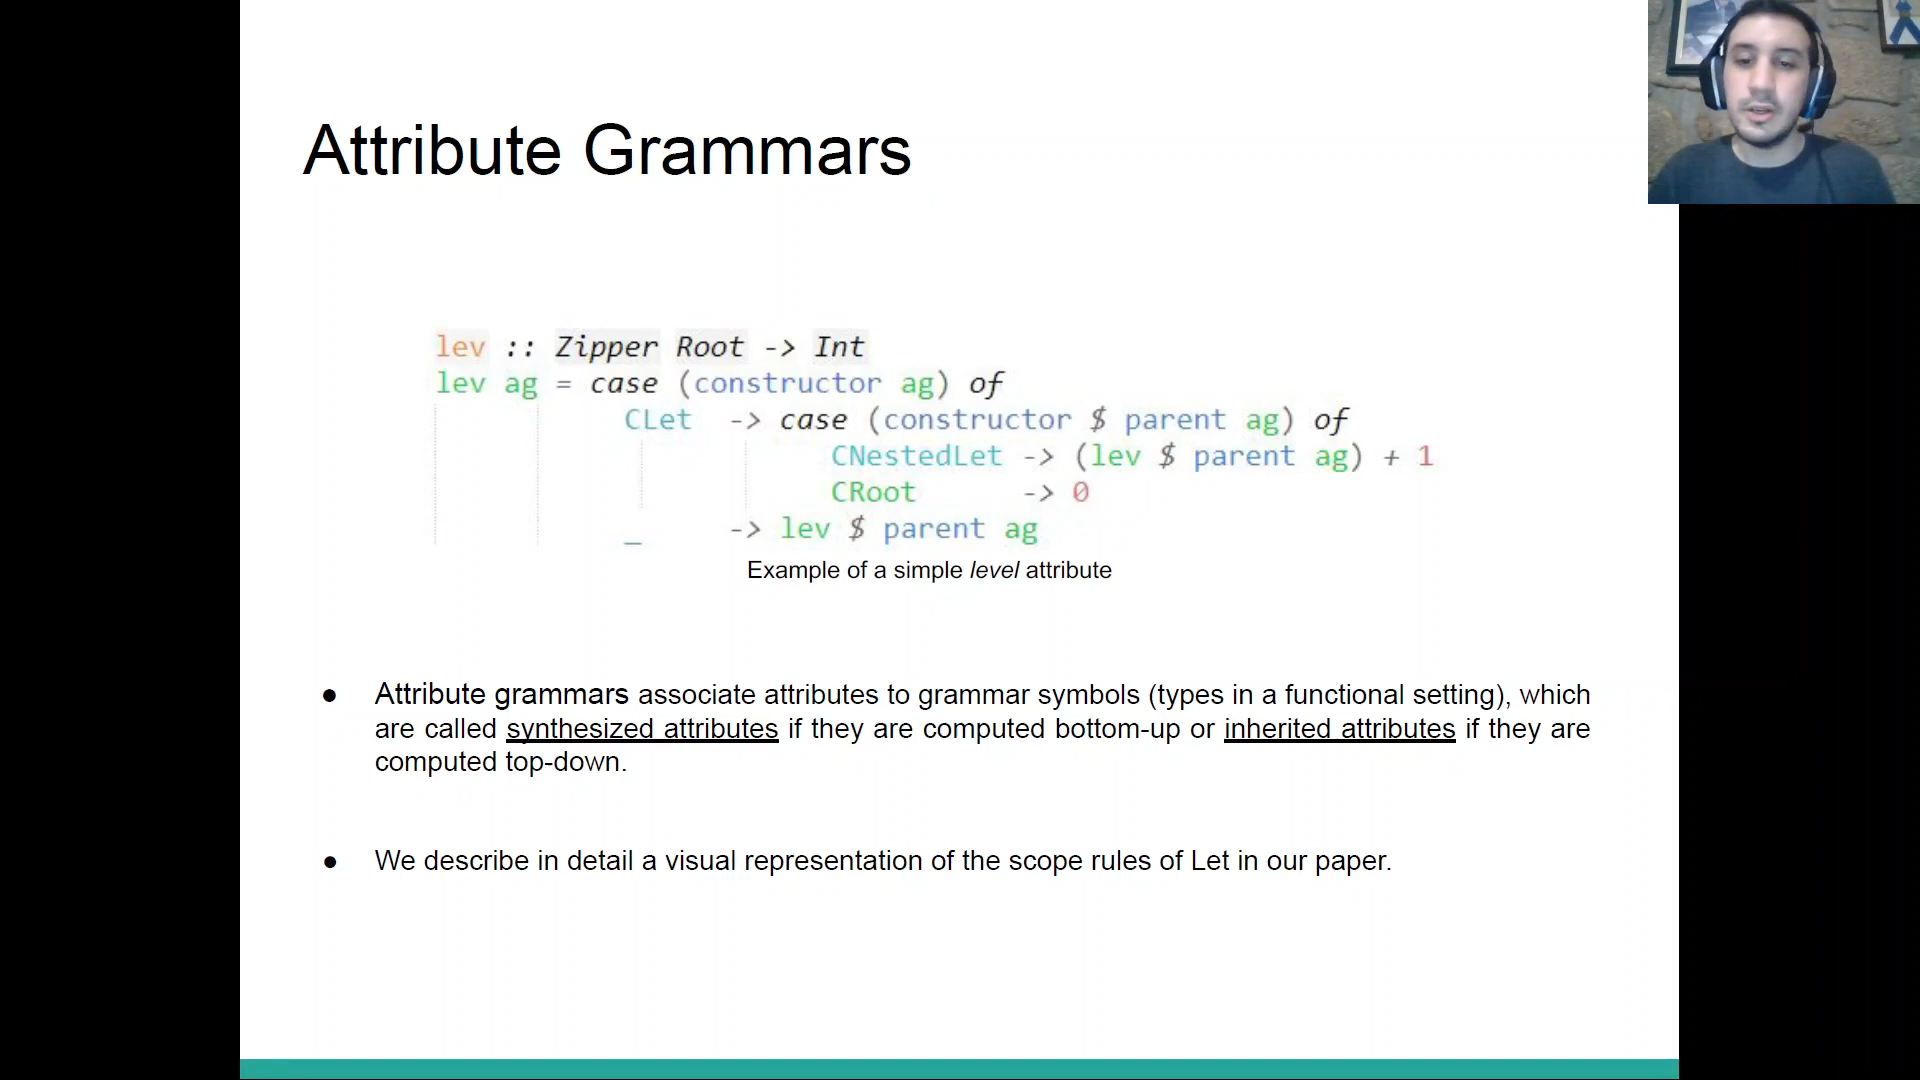 Attribute Grammars
lev :: Zipper Root -> Int
lev ag = case (constructor ag) of
CLet -> case (constructor $ parent ag) of
CNestedLet -> (lev $ parent ag) + 1
CRoot -> 0
_ -> lev $ parent ag
Example of a simple level attribute
● Attribute grammars associate attributes to grammar symbols (types in a functional setting), which
are called synthesized attributes if they are computed bottom-up or inherited attributes if they are
computed top-down.
● We describe in detail a visual representation of the scope rules of Let in our paper.